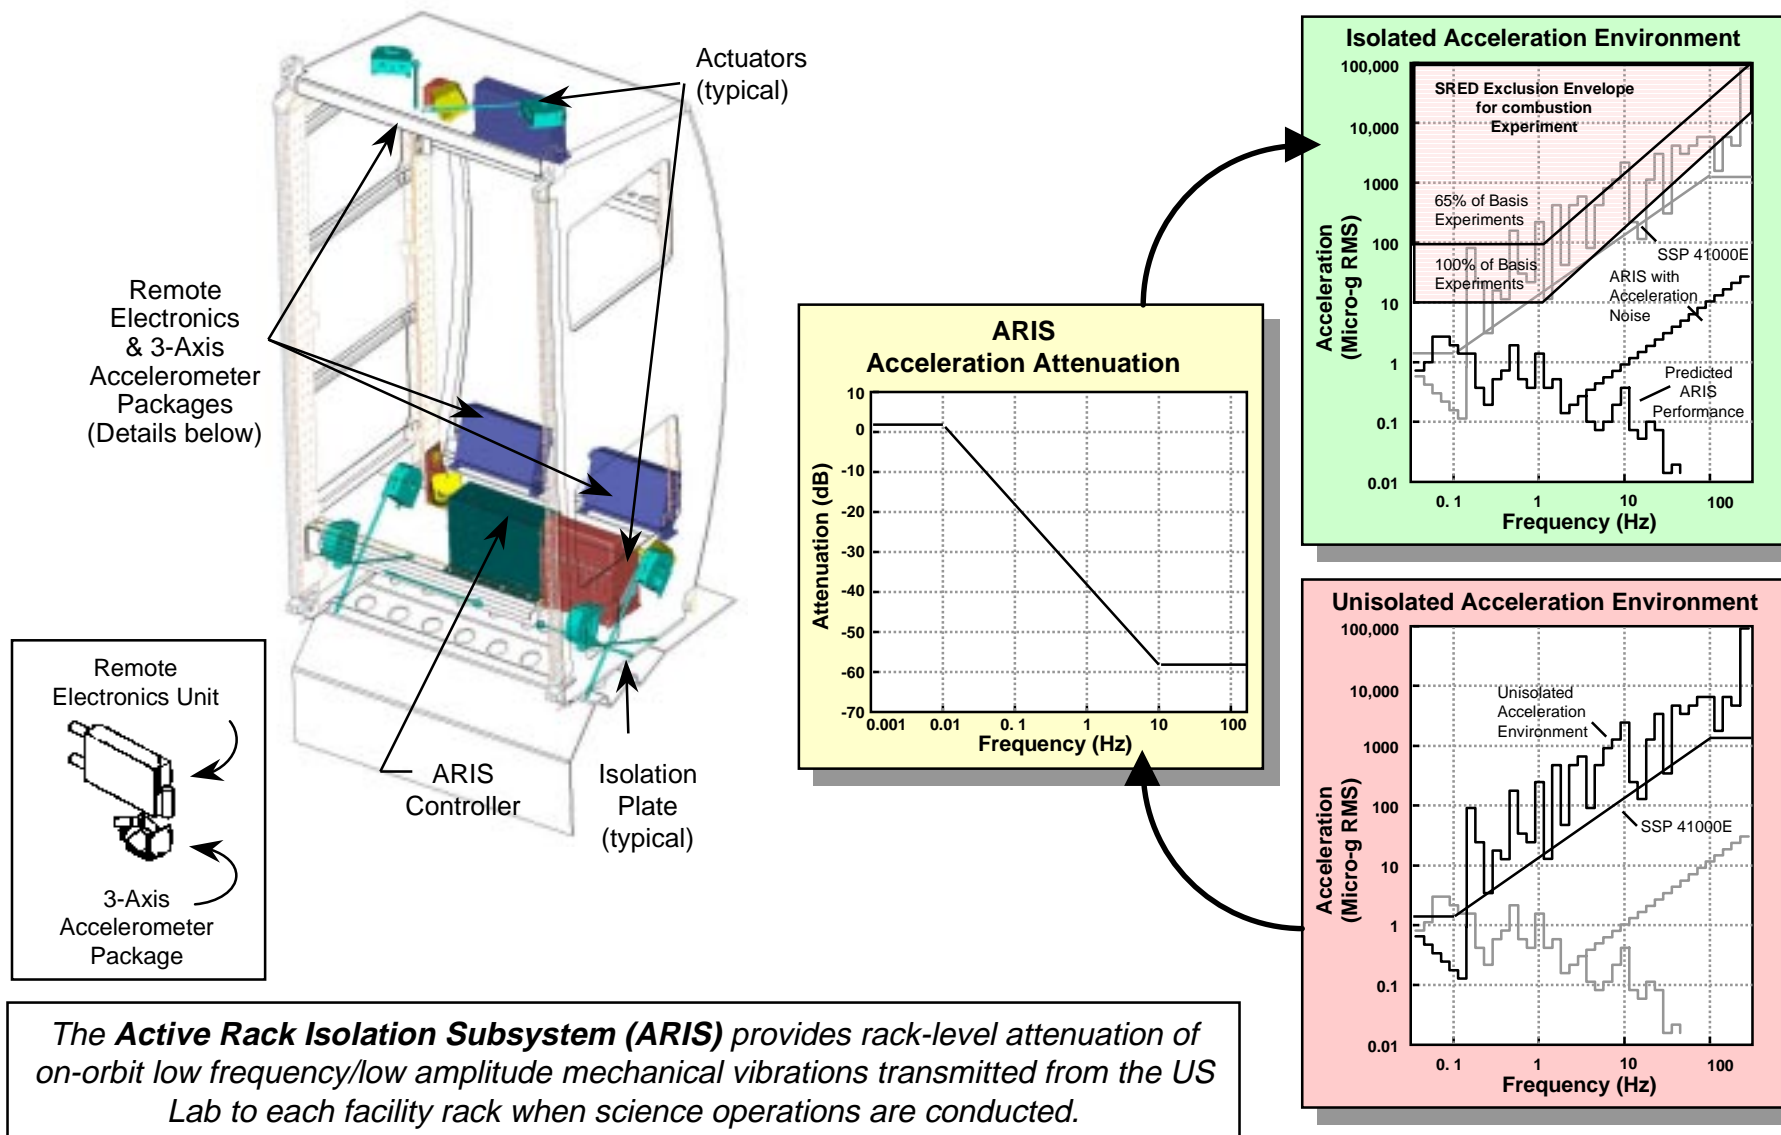 Actuators
(typical)
Remote
Electronics
& 3-Axis
Accelerometer
Packages
(Details below)
ARIS
Controller
Isolation
Plate
(typical)
Remote
Electronics Unit
3-Axis
Accelerometer
Package
ARIS
Acceleration Attenuation
Attenuation (dB)
10
0
-10
-20
-30
-40
-50
-60
-70
0.001 0.01 0.1 1 10 100
Frequency (Hz)
Isolated Acceleration Environment
Acceleration
(Micro-g RMS)
100,000
10,000
1000
100
10
1
0.1
0.01
SRED Exclusion Envelope
for combustion
Experiment
65% of Basis
Experiments
100% of Basis
Experiments
SSP 41000E
ARIS with
Acceleration
Noise
Predicted
ARIS
Performance
0. 1 1 10 100
Frequency (Hz)
Unisolated Acceleration Environment
Acceleration
(Micro-g RMS)
100,000
10,000
1000
100
10
1
0.1
0.01
Unisolated
Acceleration
Environment
SSP 41000E
0. 1 1 10 100
Frequency (Hz)
The Active Rack Isolation Subsystem (ARIS) provides rack-level attenuation of
on-orbit low frequency/low amplitude mechanical vibrations transmitted from the US
Lab to each facility rack when science operations are conducted.